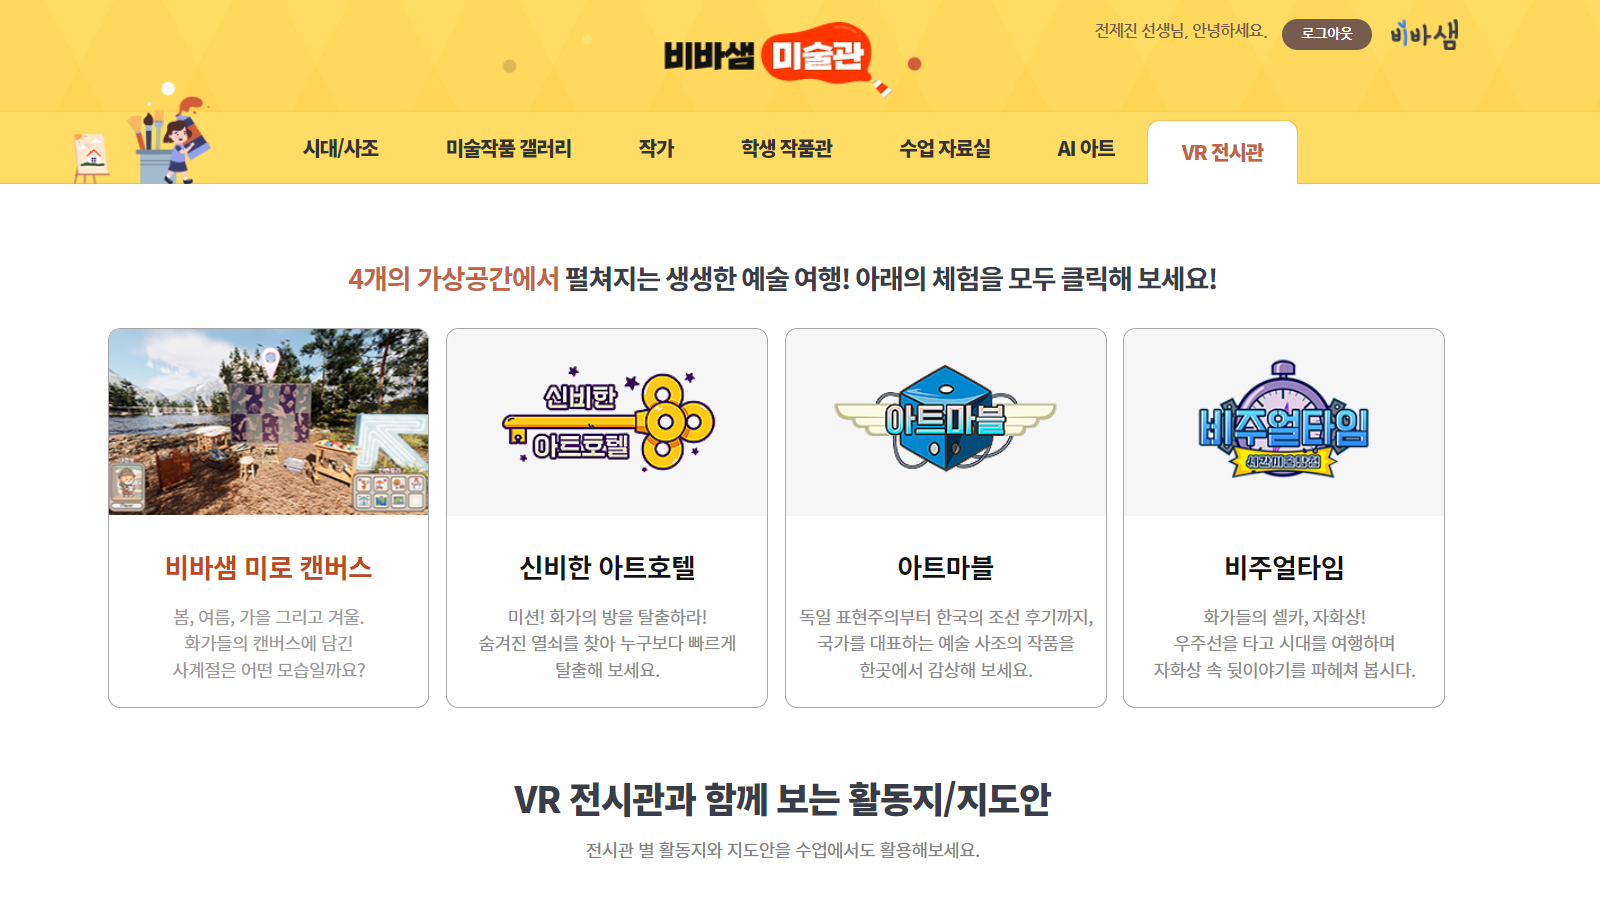 전제진 선생님, 안녕하세요.
로그아웃
비바샘
비바샘 미술관
시대/사조
미술작품 갤러리
작가
학생 작품관
수업 자료실
AI 아트
VR 전시관
4개의 가상공간에서 펼쳐지는 생생한 예술 여행! 아래의 체험을 모두 클릭해 보세요!
비바샘 미로 캔버스
봄, 여름, 가을 그리고 겨울.
화가들의 캔버스에 담긴
사계절은 어떤 모습일까요?
신비한
아트호텔
신비한 아트호텔
미션! 화가의 방을 탈출하라!
숨겨진 열쇠를 찾아 누구보다 빠르게
탈출해 보세요.
아트마블
아트마블
독일 표현주의부터 한국의 조선 후기까지,
국가를 대표하는 예술 사조의 작품을
한곳에서 감상해 보세요.
비주얼타임
시간미술탐험
비주얼타임
화가들의 셀카, 자화상!
우주선을 타고 시대를 여행하며
자화상 속 뒷이야기를 파헤쳐 봅시다.
VR 전시관과 함께 보는 활동지/지도안
전시관 별 활동지와 지도안을 수업에서도 활용해보세요.